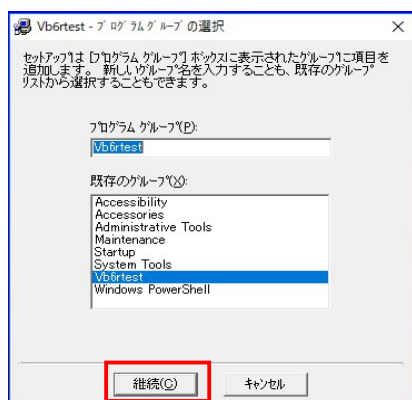 Vb6rtest - ﾌﾟﾛｸﾞﾗﾑ ｸﾞﾙｰﾌﾟの選択
ｾｯﾄｱｯﾌﾟは [ﾌﾟﾛｸﾞﾗﾑ ｸﾞﾙｰﾌﾟ] ﾎﾞｯｸｽに表示されたｸﾞﾙｰﾌﾟに項目を
追加します。 新しいｸﾞﾙｰﾌﾟ名を入力することも、既存のｸﾞﾙｰﾌﾟ
ﾘｽﾄから選択することもできます。
ﾌﾟﾛｸﾞﾗﾑ ｸﾞﾙｰﾌﾟ(P):
Vb6rtest
既存のｸﾞﾙｰﾌﾟ(X):
Accessibility
Accessories
Administrative Tools
Maintenance
Startup
System Tools
Vb6rtest
Windows PowerShell
継続(C)
ｷｬﾝｾﾙ